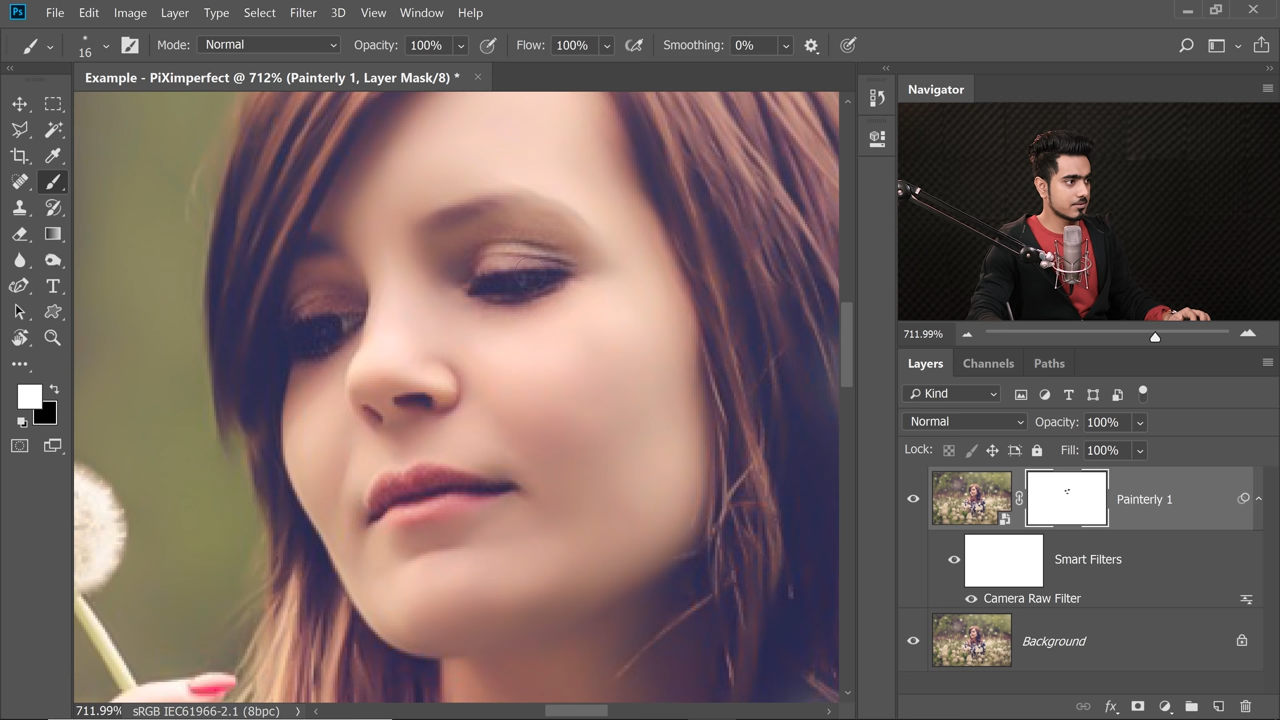 Ps File Edit Image Layer Type Select Filter 3D View Window Help
16 Mode: Normal Opacity: 100% Flow: 100% Smoothing: 0%
Example - PiXimperfect @ 712% (Painterly 1, Layer Mask/8) * ×
Navigator
711.99%
Layers Channels Paths
Kind
Normal Opacity: 100%
Lock: Fill: 100%
Painterly 1
Smart Filters
Camera Raw Filter
Background
fx
711.99% sRGB IEC61966-2.1 (8bpc)